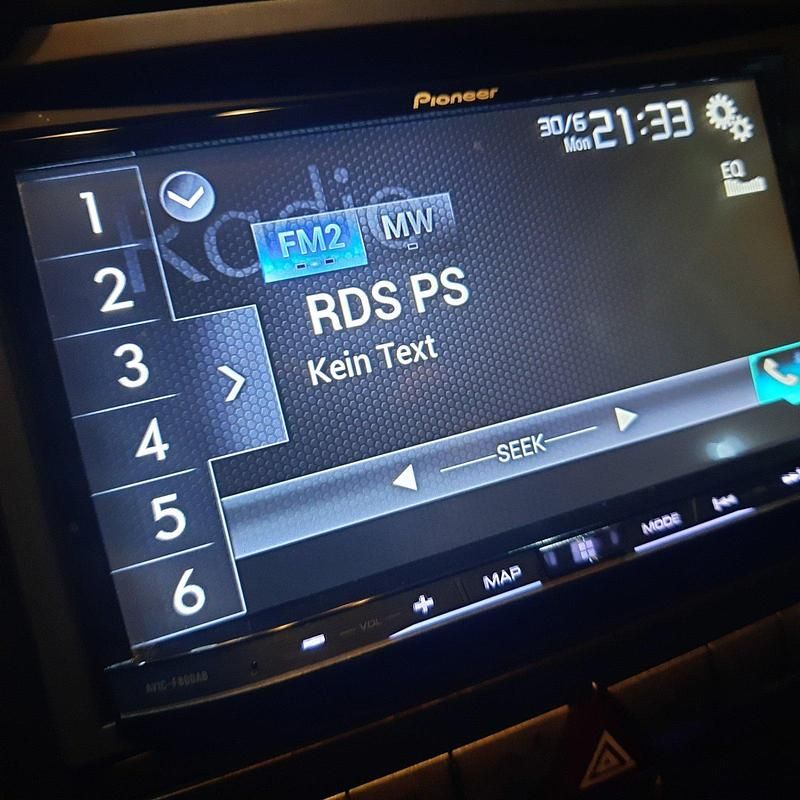 Pioneer
30/6
Mon
21:33
Radio
EQ
FM2
MW
RDS PS
Kein Text
1
2
3
4
5
6
SEEK
VOL
MAP
MODE